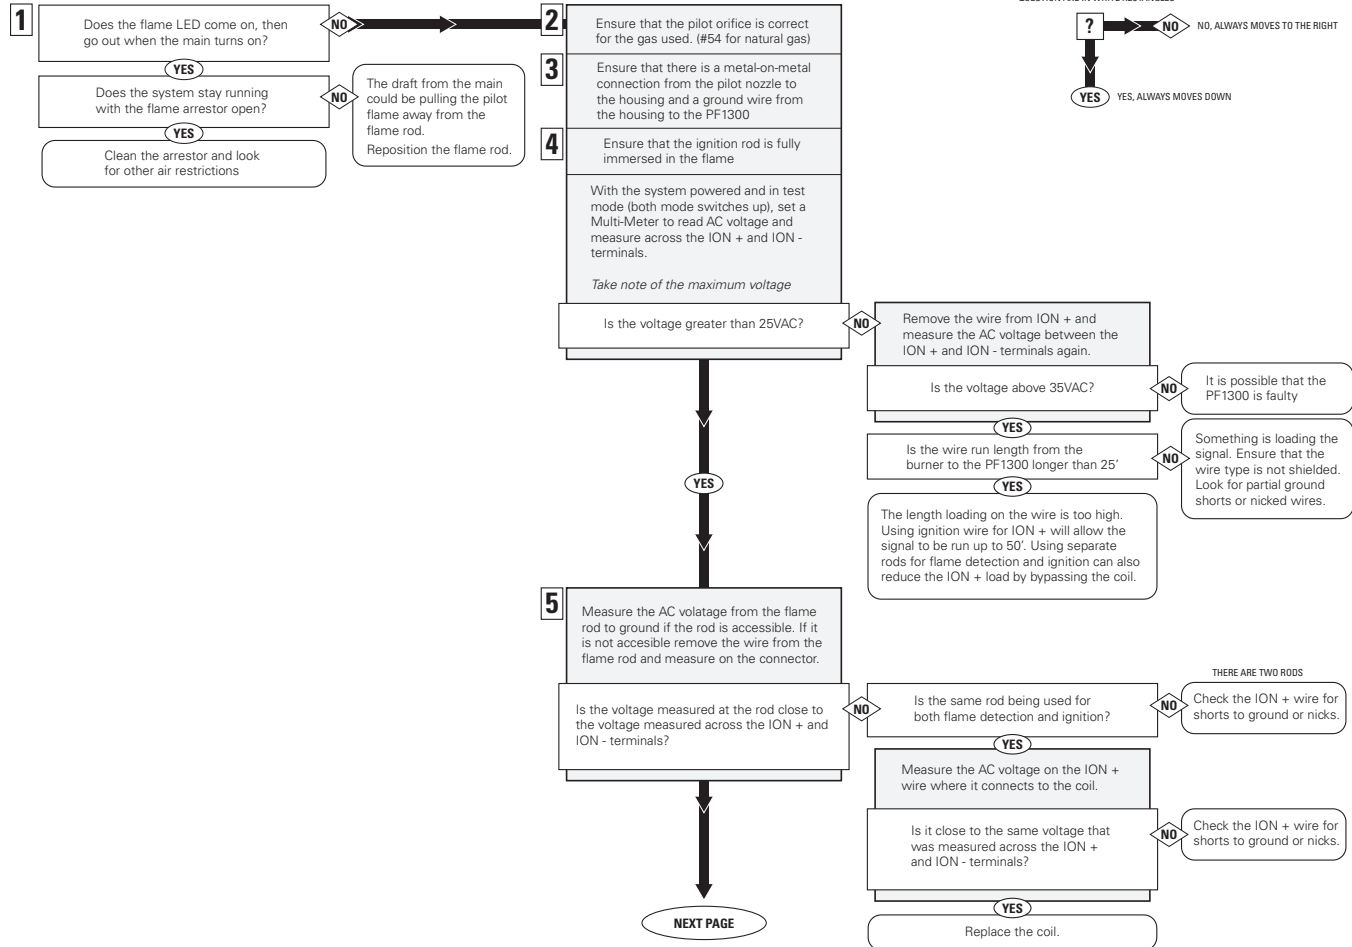 1
Does the flame LED come on, then
go out when the main turns on?
NO
YES
Does the system stay running
with the flame arrestor open?
NO
The draft from the main
could be pulling the pilot
flame away from the
flame rod.
Reposition the flame rod.
YES
Clean the arrestor and look
for other air restrictions
2
Ensure that the pilot orifice is correct
for the gas used. (#54 for natural gas)
3
Ensure that there is a metal-on-metal
connection from the pilot nozzle to
the housing and a ground wire from
the housing to the PF1300
4
Ensure that the ignition rod is fully
immersed in the flame
With the system powered and in test
mode (both mode switches up), set a
Multi-Meter to read AC voltage and
measure across the ION + and ION -
terminals.
Take note of the maximum voltage
Is the voltage greater than 25VAC?
NO
Remove the wire from ION + and
measure the AC voltage between the
ION + and ION - terminals again.
Is the voltage above 35VAC?
NO
It is possible that the
PF1300 is faulty
YES
Is the wire run length from the
burner to the PF1300 longer than 25'
NO
Something is loading the
signal. Ensure that the
wire type is not shielded.
Look for partial ground
shorts or nicked wires.
YES
The length loading on the wire is too high.
Using ignition wire for ION + will allow the
signal to be run up to 50'. Using separate
rods for flame detection and ignition can also
reduce the ION + load by bypassing the coil.
YES
5
Measure the AC volatage from the flame
rod to ground if the rod is accessible. If it
is not accesible remove the wire from the
flame rod and measure on the connector.
Is the voltage measured at the rod close to
the voltage measured across the ION + and
ION - terminals?
NO
Is the same rod being used for
both flame detection and ignition?
NO
THERE ARE TWO RODS
Check the ION + wire for
shorts to ground or nicks.
YES
Measure the AC voltage on the ION +
wire where it connects to the coil.
Is it close to the same voltage that
was measured across the ION +
and ION - terminals?
NO
Check the ION + wire for
shorts to ground or nicks.
YES
Replace the coil.
NEXT PAGE
?
NO
NO, ALWAYS MOVES TO THE RIGHT
YES
YES, ALWAYS MOVES DOWN